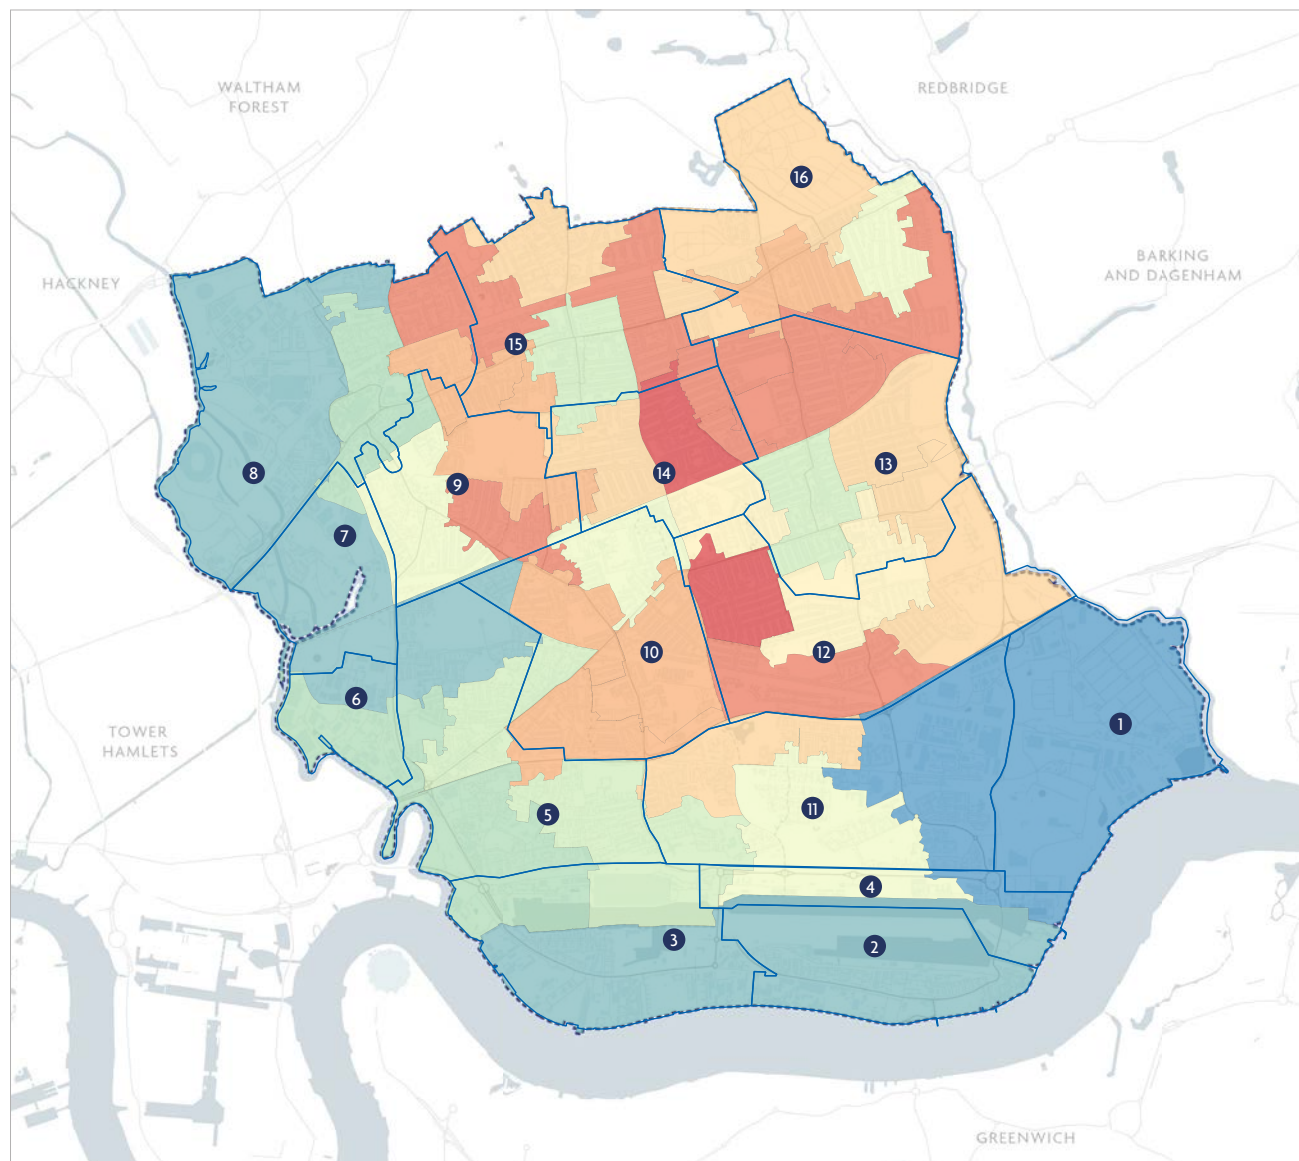 WALTHAM
FOREST
REDBRIDGE
16
BARKING
AND DAGENHAM
HACKNEY
15
13
8
14
9
7
10
12
6
1
TOWER
HAMLETS
11
5
4
3
2
GREENWICH